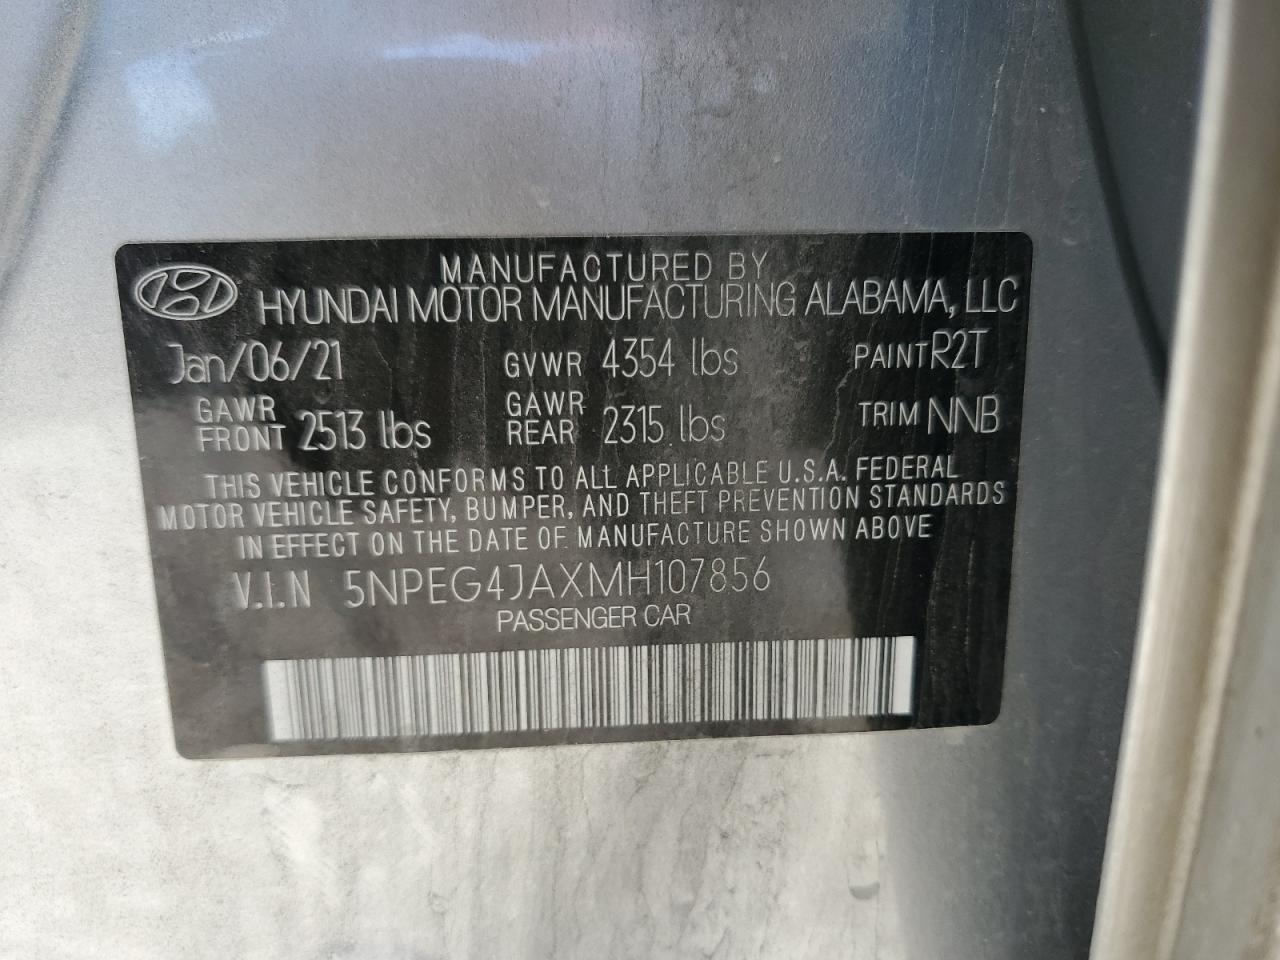 MANUFACTURED BY
HYUNDAI MOTOR MANUFACTURING ALABAMA, LLC
Jan/06/21 GVWR 4354 lbs PAINT R2T
GAWR FRONT 2513 lbs GAWR REAR 2315 lbs TRIM NNB
THIS VEHICLE CONFORMS TO ALL APPLICABLE U.S.A. FEDERAL
MOTOR VEHICLE SAFETY, BUMPER, AND THEFT PREVENTION STANDARDS
IN EFFECT ON THE DATE OF MANUFACTURE SHOWN ABOVE
V.I.N 5NPEG4JAXMH107856
PASSENGER CAR